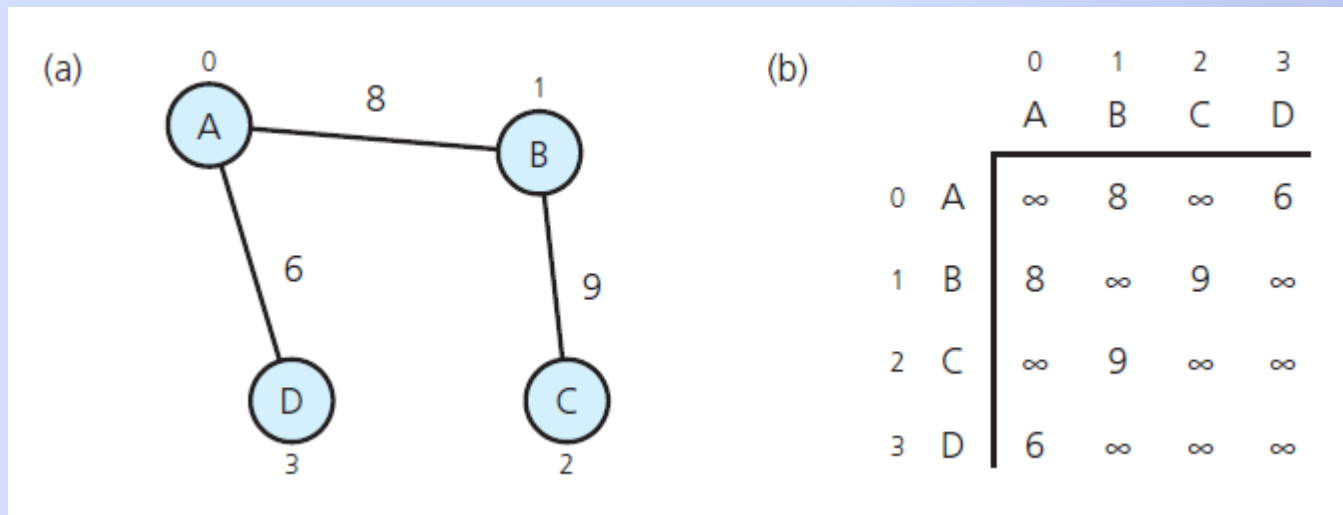 (a)
0
A
8
1
B
6
9
D
3
C
2
(b)
0 1 2 3
A B C D
0 A ∞ 8 ∞ 6
1 B 8 ∞ 9 ∞
2 C ∞ 9 ∞ ∞
3 D 6 ∞ ∞ ∞